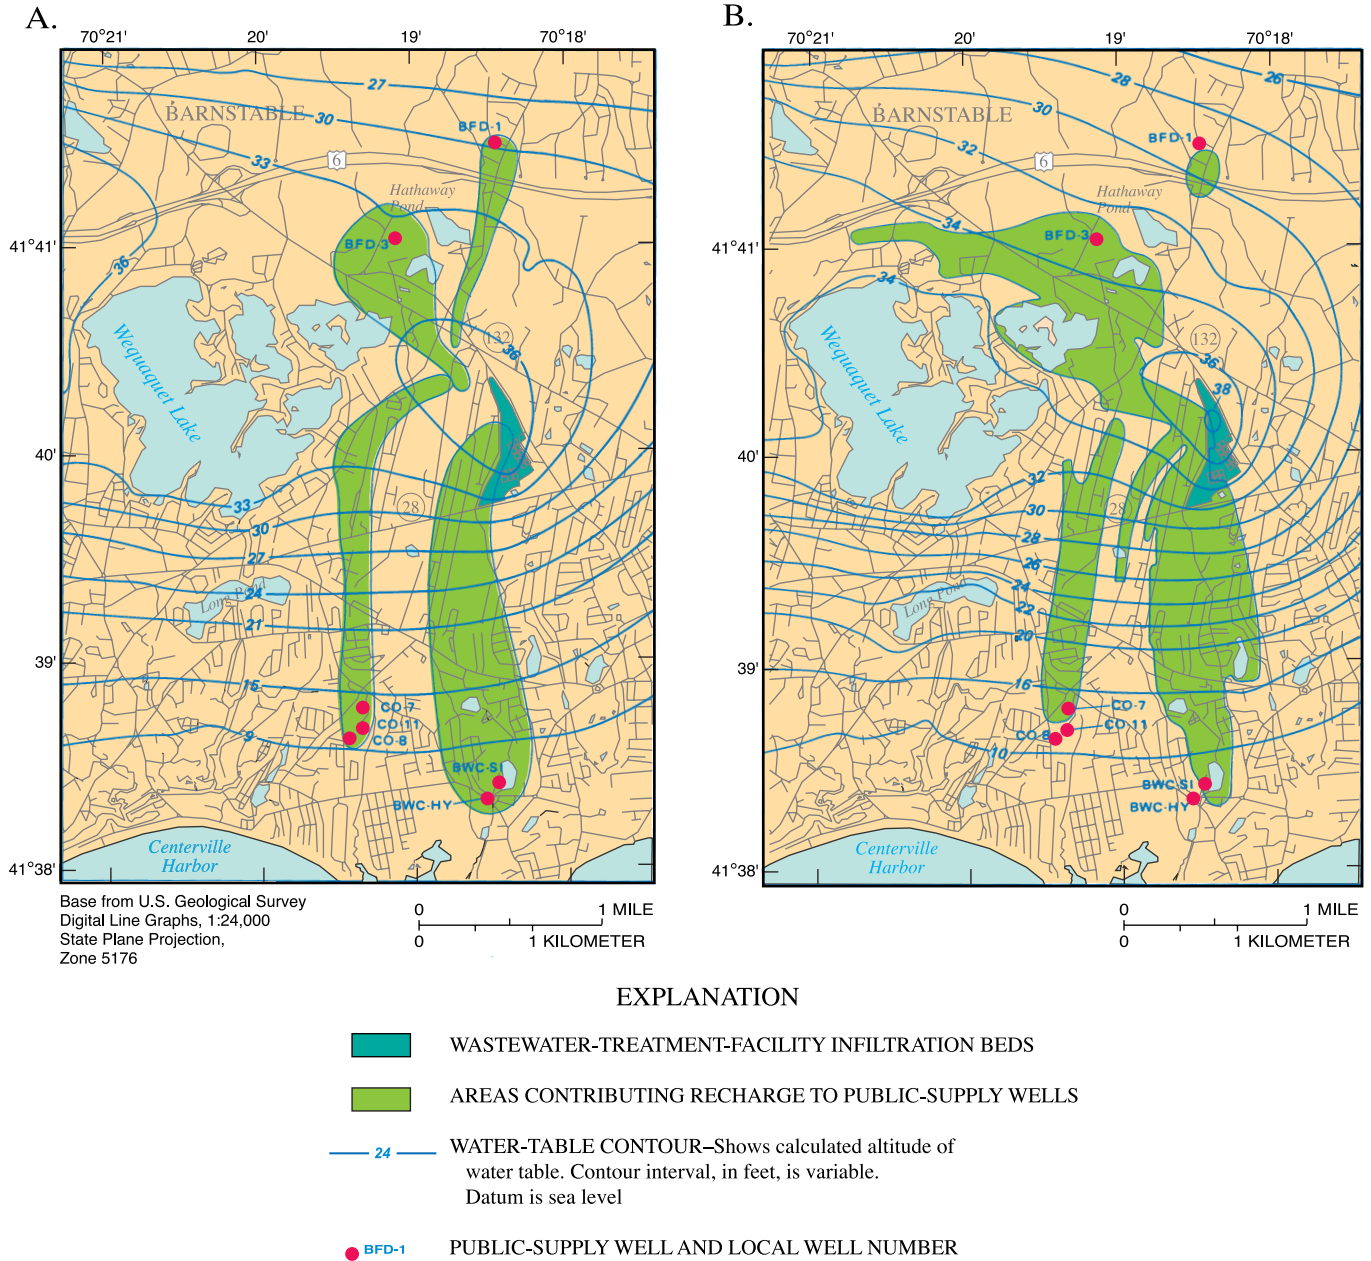 A.
70°21'
20'
19'
70°18'
27
BARNSTABLE
30
BFD-1
33
6
Hathaway
Pond
41°41'
BFD-3
36
132
36
Wequaquet Lake
40'
33
28
30
27
Long Pond
24
21
39'
15
CO-7
CO-11
CO-8
9
BWC-SI
BWC-HY
Centerville
Harbor
41°38'
Base from U.S. Geological Survey
Digital Line Graphs, 1:24,000
State Plane Projection,
Zone 5176
0 1 MILE
0 1 KILOMETER
B.
70°21'
20'
19'
70°18'
28
26
30
BARNSTABLE
BFD-1
32
6
Hathaway
Pond
34
41°41'
BFD-3
34
132
36
Wequaquet Lake
38
40'
32
30
28
28
26
24
Long Pond
22
20
39'
16
CO-7
CO-11
CO-8
10
BWC-SI
BWC-HY
Centerville
Harbor
41°38'
0 1 MILE
0 1 KILOMETER
EXPLANATION
WASTEWATER-TREATMENT-FACILITY INFILTRATION BEDS
AREAS CONTRIBUTING RECHARGE TO PUBLIC-SUPPLY WELLS
24
WATER-TABLE CONTOUR–Shows calculated altitude of
water table. Contour interval, in feet, is variable.
Datum is sea level
BFD-1
PUBLIC-SUPPLY WELL AND LOCAL WELL NUMBER